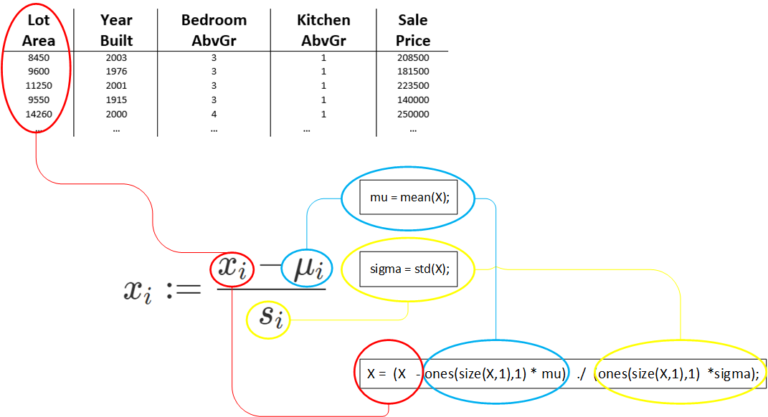 Lot Area Year Built Bedroom AbvGr Kitchen AbvGr Sale Price
8450 2003 3 1 208500
9600 1976 3 1 181500
11250 2001 3 1 223500
9550 1915 3 1 140000
14260 2000 4 1 250000
... ... ... ... ...
mu = mean(X);
sigma = std(X);
x_i := (x_i − μ_i) / s_i
X = (X - ones(size(X,1),1) * mu) ./ (ones(size(X,1),1) *sigma);